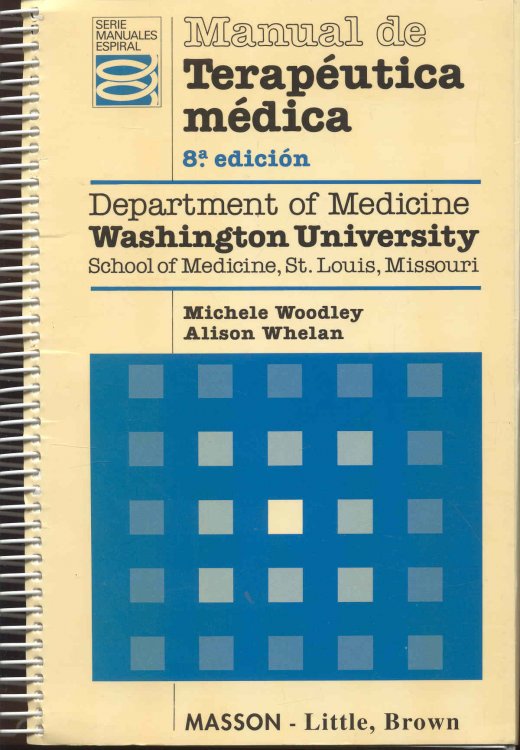 SERIE
MANUALES
ESPIRAL
Manual de
Terapéutica
médica
8.ª edición
Department of Medicine
Washington University
School of Medicine, St. Louis, Missouri
Michele Woodley
Alison Whelan
MASSON - Little, Brown